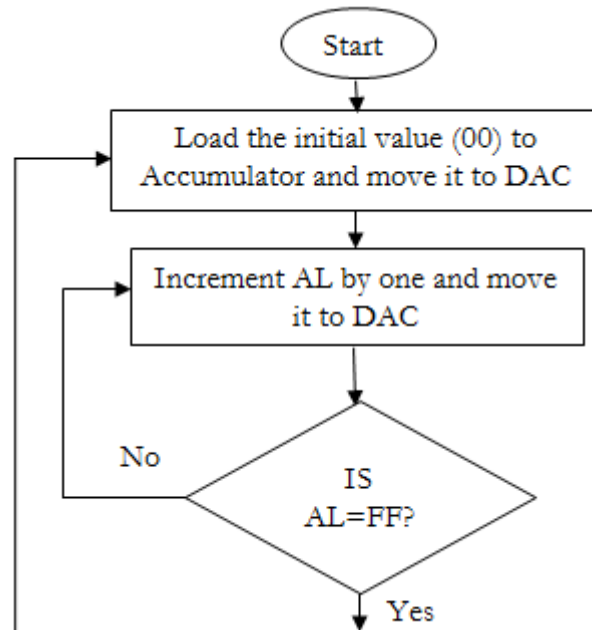 Start
Load the initial value (00) to
Accumulator and move it to DAC
Increment AL by one and move
it to DAC
No
IS
AL=FF?
Yes